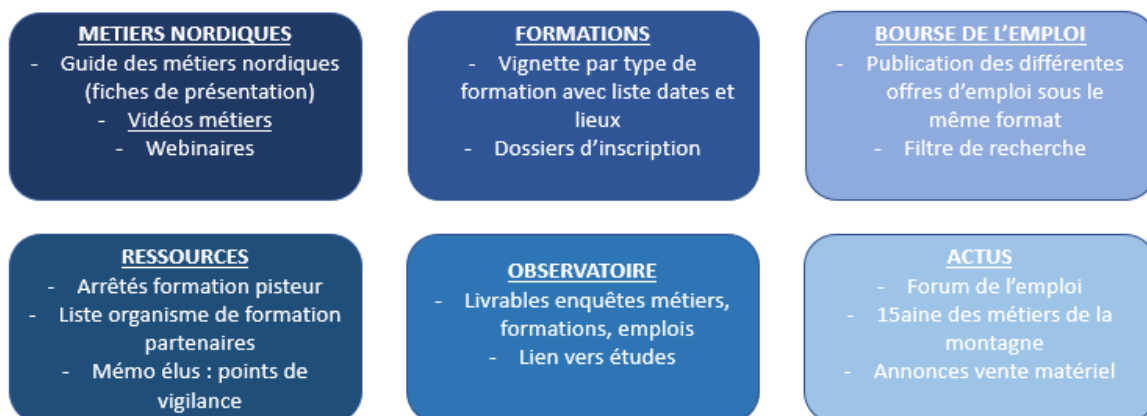 METIERS NORDIQUES
- Guide des métiers nordiques
(fiches de présentation)
- Vidéos métiers
- Webinaires
FORMATIONS
- Vignette par type de
formation avec liste dates et
lieux
- Dossiers d’inscription
BOURSE DE L’EMPLOI
- Publication des différentes
offres d’emploi sous le
même format
- Filtre de recherche
RESSOURCES
- Arrêtés formation pisteur
- Liste organisme de formation
partenaires
- Mémo élus : points de
vigilance
OBSERVATOIRE
- Livrables enquêtes métiers,
formations, emplois
- Lien vers études
ACTUS
- Forum de l’emploi
- 15aine des métiers de la
montagne
- Annonces vente matériel